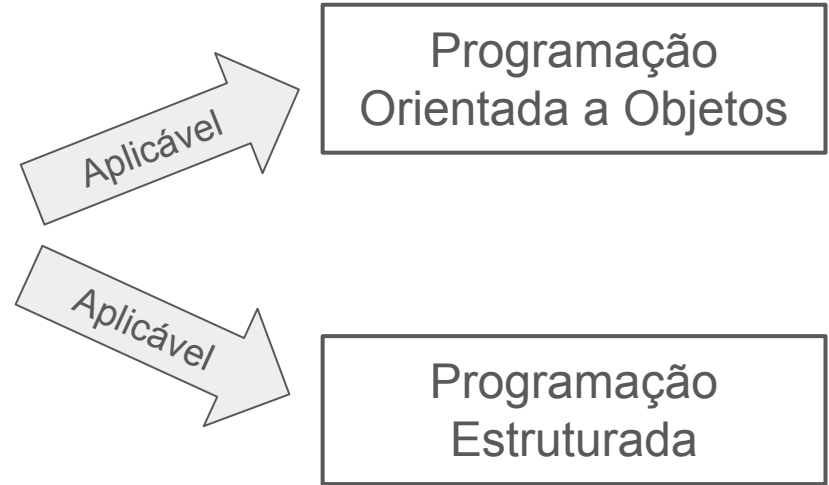 Aplicável
Programação
Orientada a Objetos
Aplicável
Programação
Estruturada